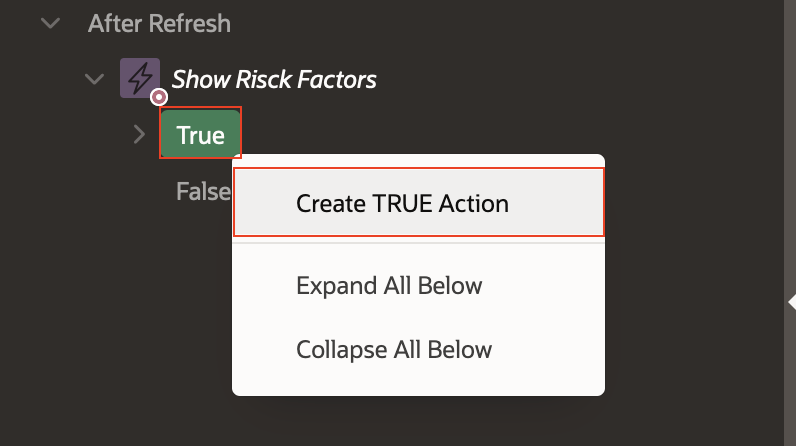 After Refresh
Show Risck Factors
True
False
Create TRUE Action
Expand All Below
Collapse All Below